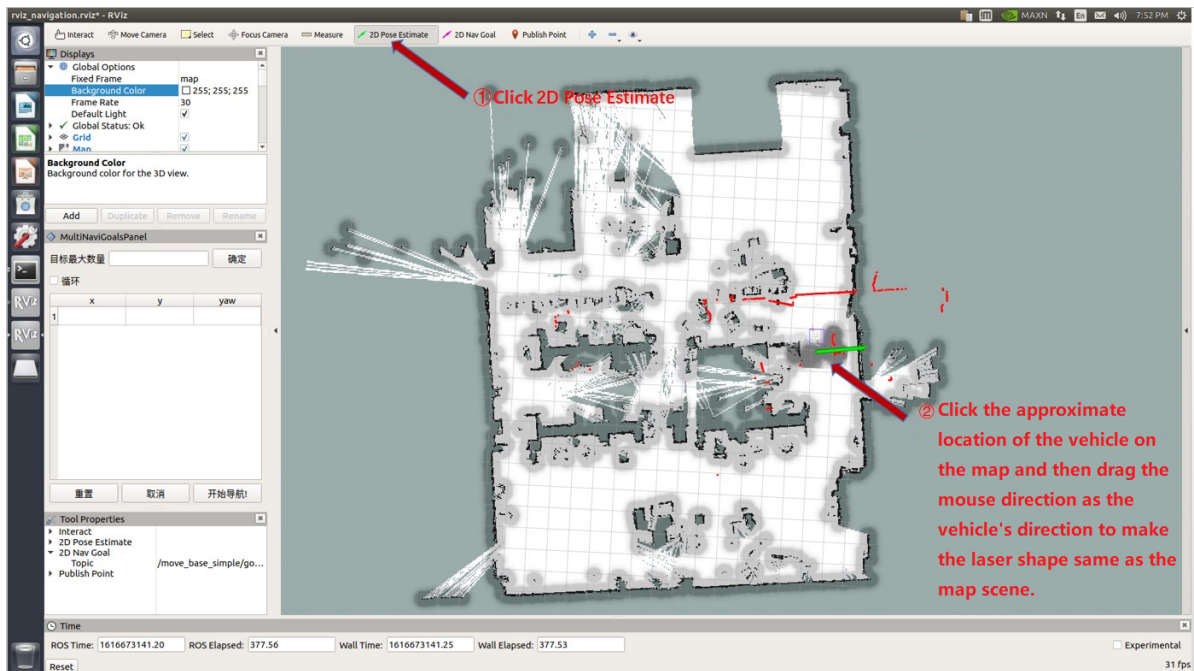 rviz_navigation.rviz* - RViz
MAXN
En
7:52 PM
Interact
Move Camera
Select
Focus Camera
Measure
2D Pose Estimate
2D Nav Goal
Publish Point
Displays
Global Options
Fixed Frame map
Background Color 255; 255; 255
Frame Rate 30
Default Light
Global Status: Ok
Grid
Map
Background Color
Background color for the 3D view.
Add Duplicate Remove Rename
MultiNaviGoalsPanel
目标最大数量 确定
循环
x y yaw
1
重置 取消 开始导航!
Tool Properties
Interact
2D Pose Estimate
2D Nav Goal
Topic /move_base_simple/go...
Publish Point
RViz
RViz
① Click 2D Pose Estimate
② Click the approximate
location of the vehicle on
the map and then drag the
mouse direction as the
vehicle's direction to make
the laser shape same as the
map scene.
Time
ROS Time: 1616673141.20 ROS Elapsed: 377.56 Wall Time: 1616673141.25 Wall Elapsed: 377.53 Experimental
Reset 31 fps